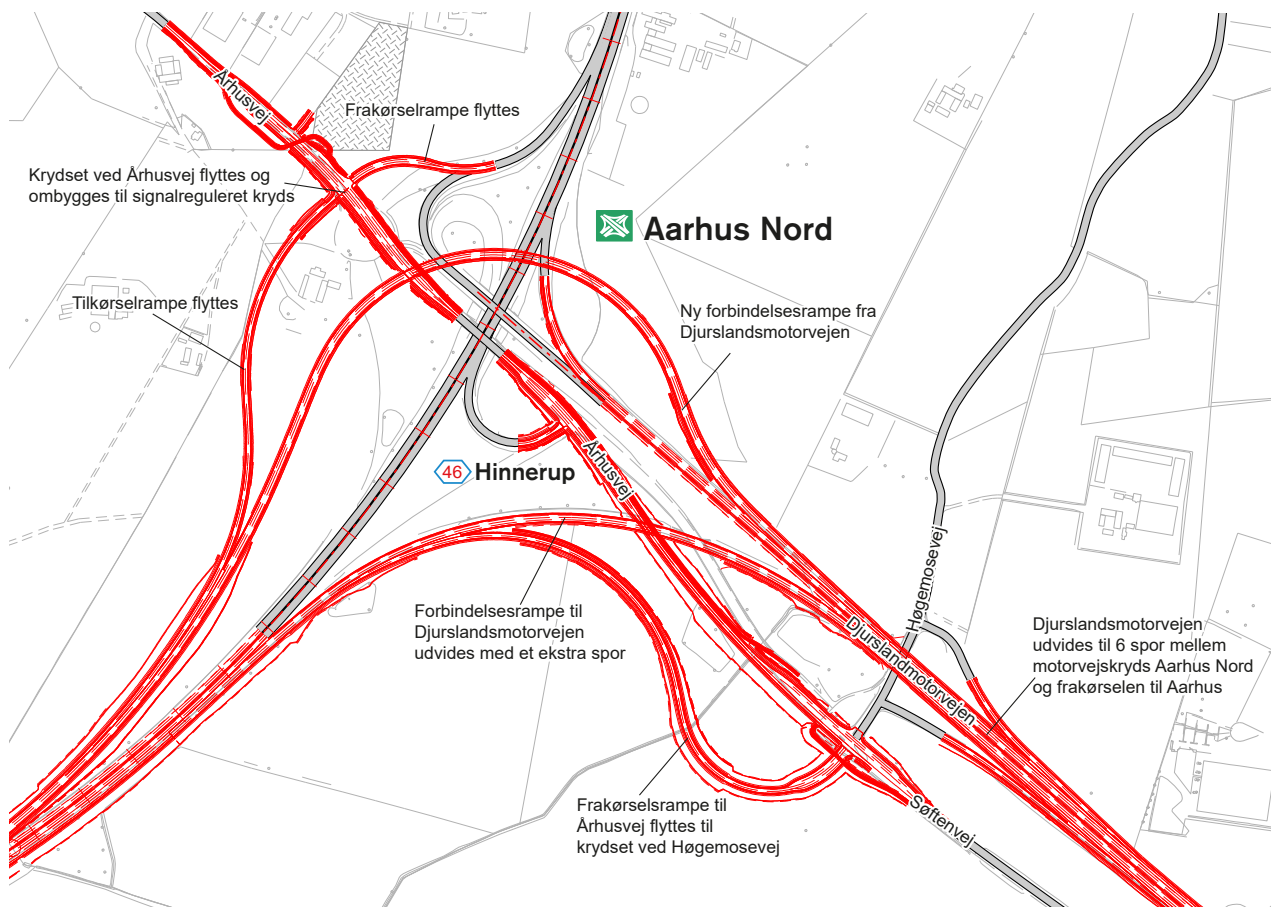 Århusvej
Frakørselrampe flyttes
Krydset ved Århusvej flyttes og
ombygges til signalreguleret kryds
Aarhus Nord
Tilkørselrampe flyttes
Ny forbindelsesrampe fra
Djurslandsmotorvejen
46 Hinnerup
Århusvej
Høgemosevej
Forbindelsesrampe til
Djurslandsmotorvejen
udvides med et ekstra spor
Djurslandmotorvejen
Djurslandsmotorvejen
udvides til 6 spor mellem
motorvejskryds Aarhus Nord
og frakørselen til Aarhus
Frakørselsrampe til
Århusvej flyttes til
krydset ved Høgemosevej
Søftenvej